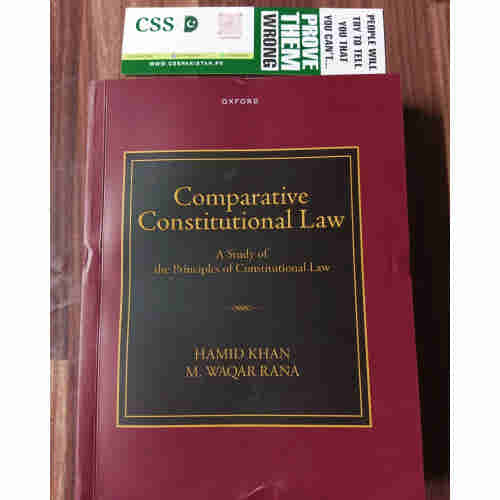 CSS
WWW.CSSPAKISTAN.PK
PROVE
THEM
WRONG
PEOPLE WILL
TRY TO TELL
YOU THAT
YOU CAN'T..
OXFORD
Comparative
Constitutional Law
A Study of
the Principles of Constitutional Law
HAMID KHAN
M. WAQAR RANA